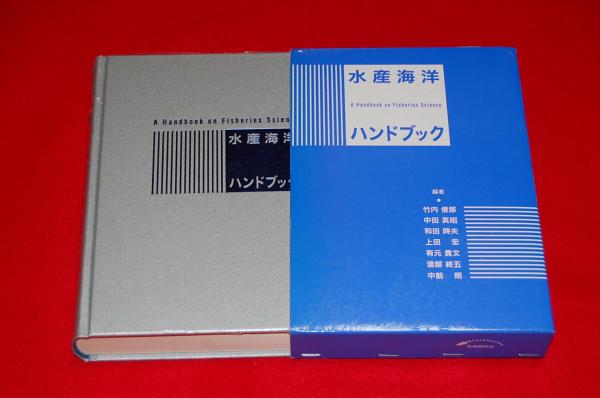 A Handbook on Fisheries Scien
水産海洋
ハンドブック
水産海洋
A Handbook on Fisheries Science
ハンドブック
編者
竹内 俊郎
中田 英昭
和田 時夫
上田 宏
有元 貴文
渡部 終五
中前 明